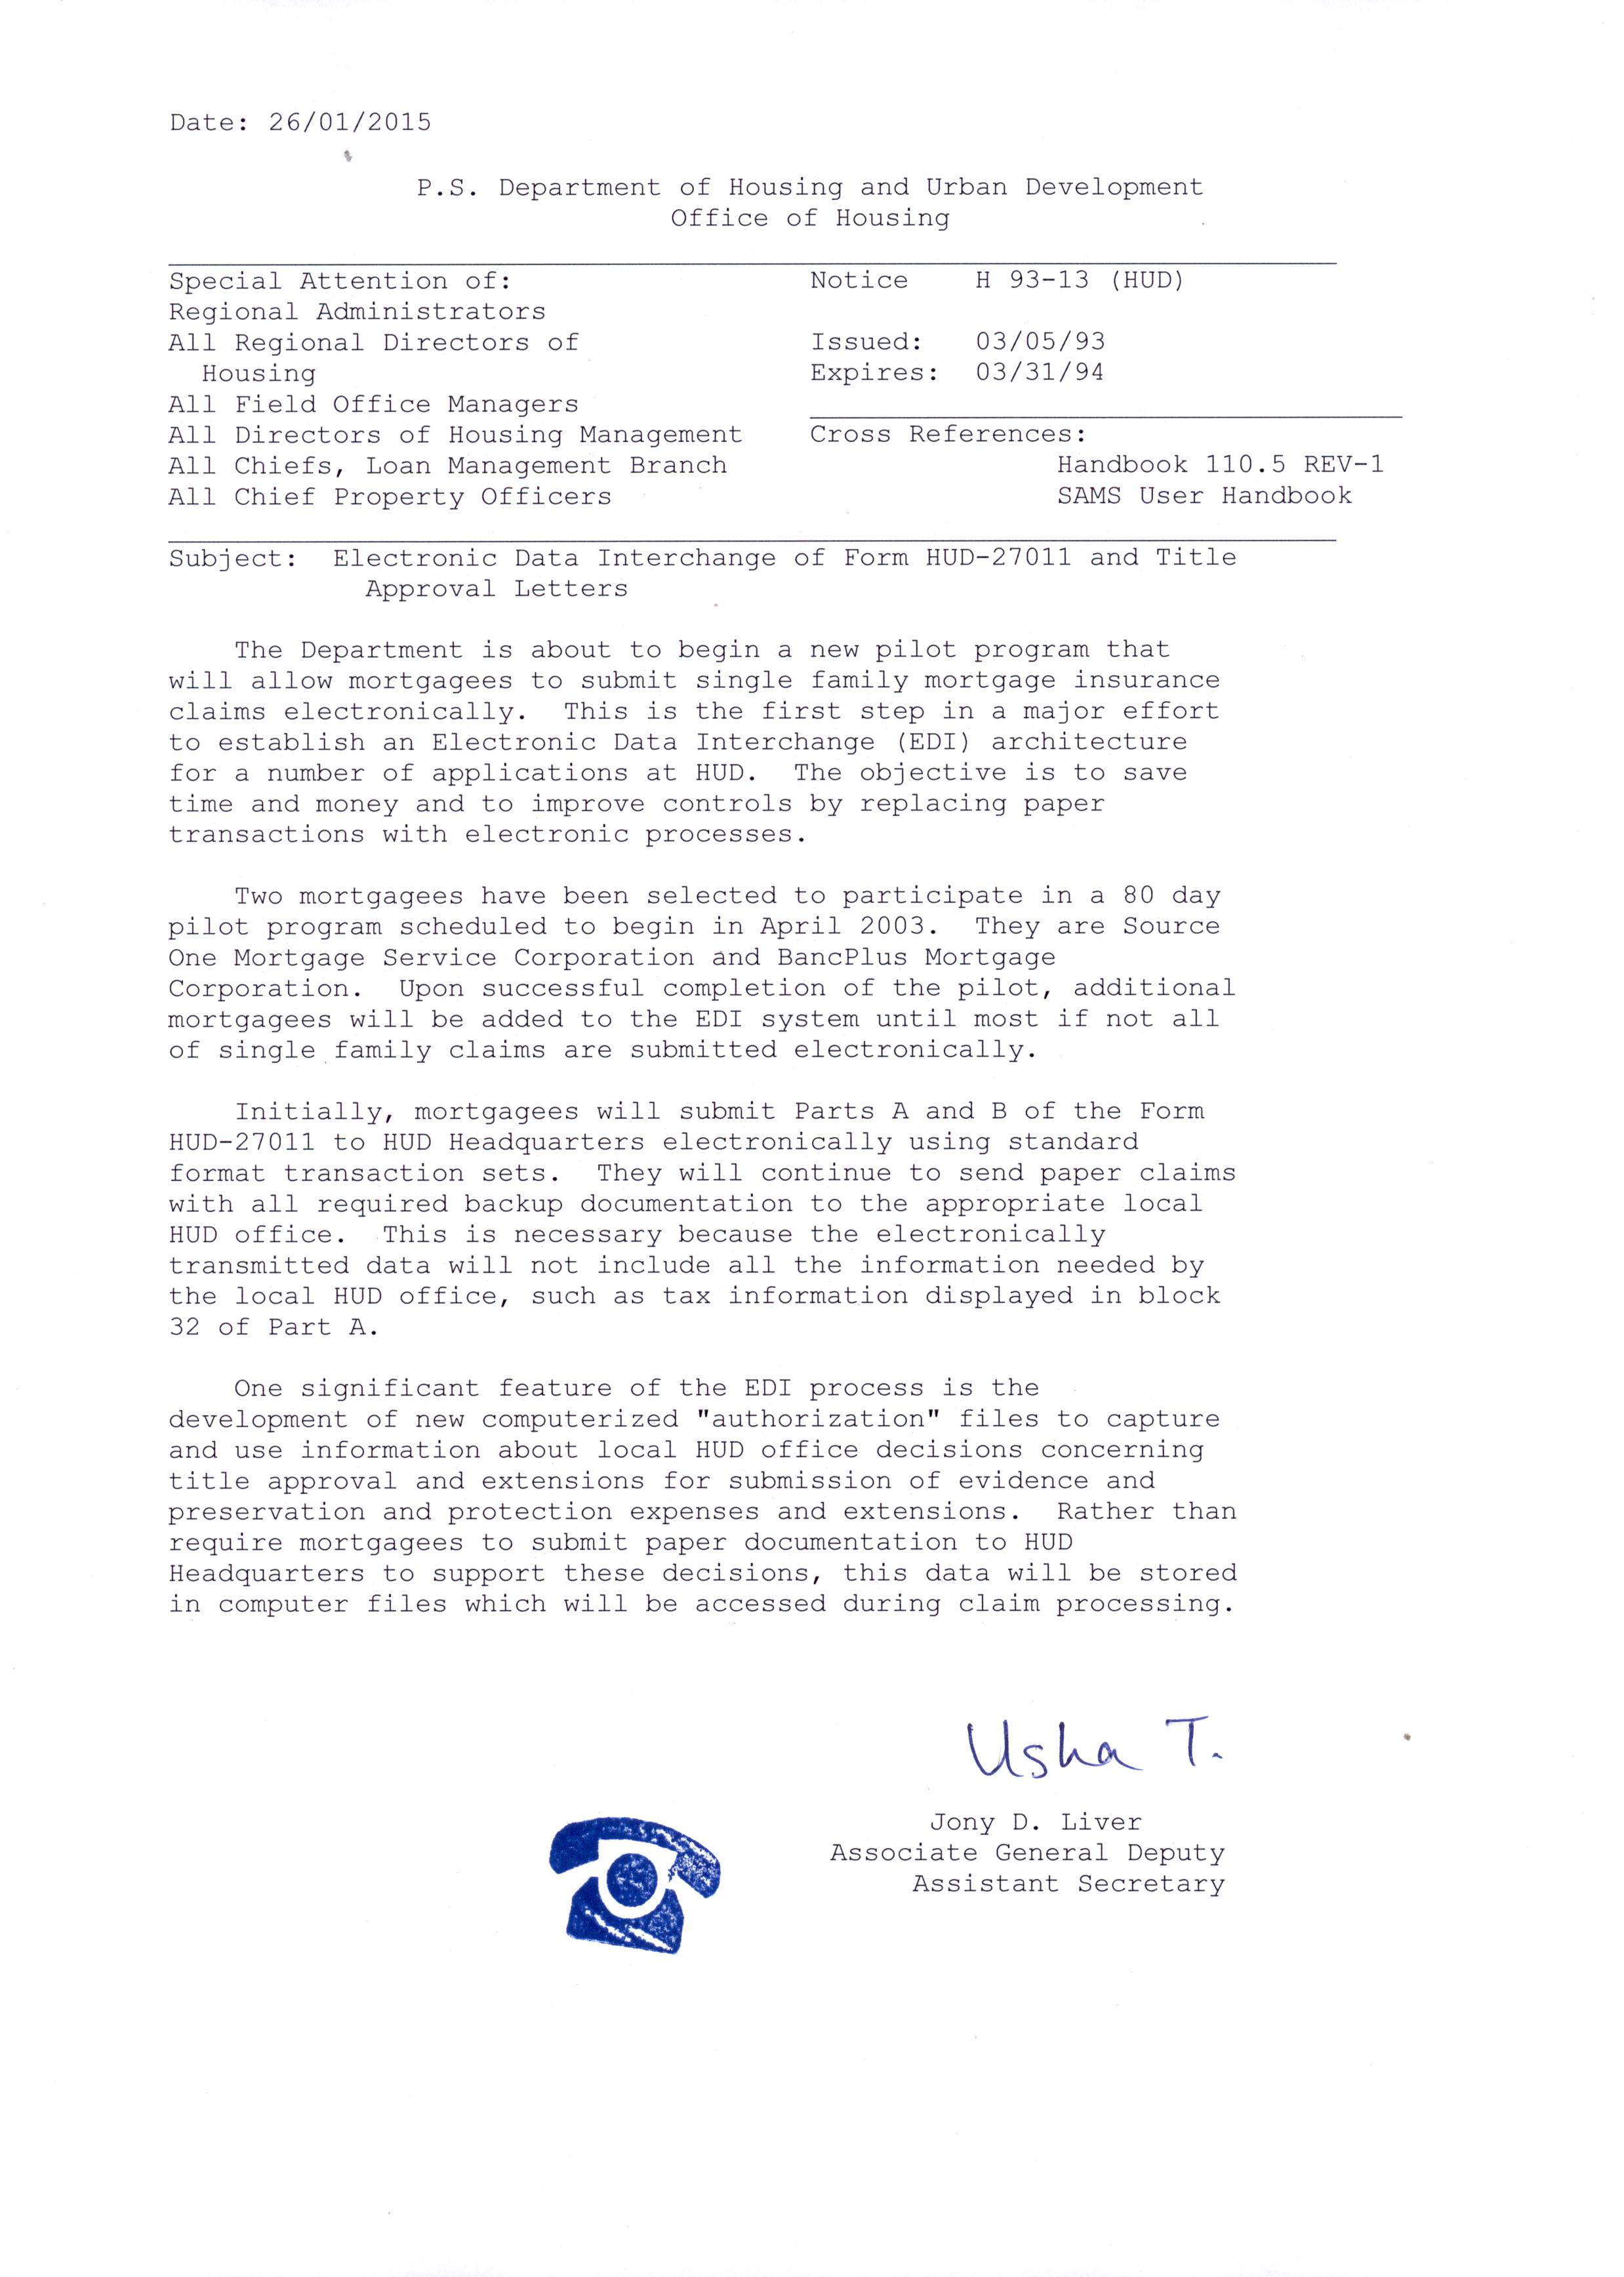 Date: 26/01/2015
P.S. Department of Housing and Urban Development
Office of Housing
Special Attention of:
Regional Administrators
All Regional Directors of
Housing
All Field Office Managers
All Directors of Housing Management
All Chiefs, Loan Management Branch
All Chief Property Officers
Notice H 93-13 (HUD)
Issued: 03/05/93
Expires: 03/31/94
Cross References:
Handbook 110.5 REV-1
SAMS User Handbook
Subject: Electronic Data Interchange of Form HUD-27011 and Title
Approval Letters
The Department is about to begin a new pilot program that
will allow mortgagees to submit single family mortgage insurance
claims electronically. This is the first step in a major effort
to establish an Electronic Data Interchange (EDI) architecture
for a number of applications at HUD. The objective is to save
time and money and to improve controls by replacing paper
transactions with electronic processes.
Two mortgagees have been selected to participate in a 80 day
pilot program scheduled to begin in April 2003. They are Source
One Mortgage Service Corporation and BancPlus Mortgage
Corporation. Upon successful completion of the pilot, additional
mortgagees will be added to the EDI system until most if not all
of single family claims are submitted electronically.
Initially, mortgagees will submit Parts A and B of the Form
HUD-27011 to HUD Headquarters electronically using standard
format transaction sets. They will continue to send paper claims
with all required backup documentation to the appropriate local
HUD office. This is necessary because the electronically
transmitted data will not include all the information needed by
the local HUD office, such as tax information displayed in block
32 of Part A.
One significant feature of the EDI process is the
development of new computerized "authorization" files to capture
and use information about local HUD office decisions concerning
title approval and extensions for submission of evidence and
preservation and protection expenses and extensions. Rather than
require mortgagees to submit paper documentation to HUD
Headquarters to support these decisions, this data will be stored
in computer files which will be accessed during claim processing.
Usha T.
Jony D. Liver
Associate General Deputy
Assistant Secretary